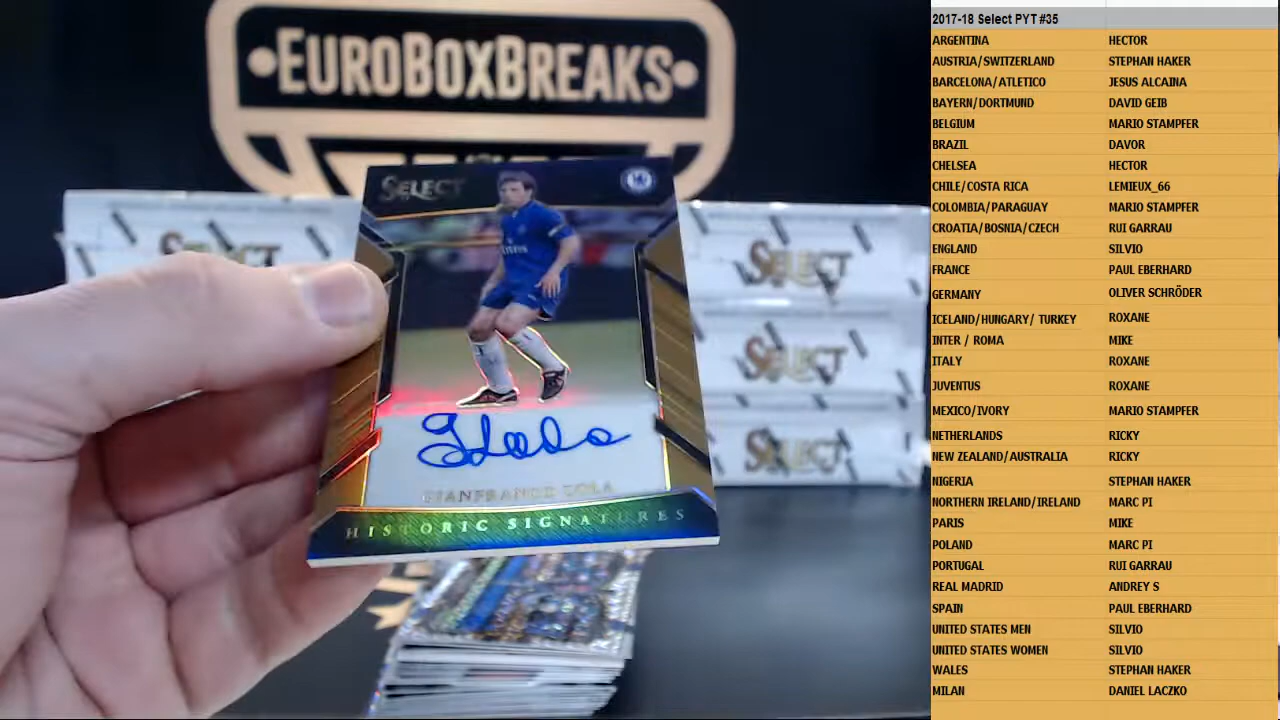 EUROBOXBREAKS
SELECT
SELECT
SELECT
SELECT
SELECT
GIANFRANCO ZOLA
HISTORIC SIGNATURES
2017-18 Select PYT #35
ARGENTINA HECTOR
AUSTRIA/SWITZERLAND STEPHAN HAKER
BARCELONA/ATLETICO JESUS ALCAINA
BAYERN/DORTMUND DAVID GEIB
BELGIUM MARIO STAMPFER
BRAZIL DAVOR
CHELSEA HECTOR
CHILE/COSTA RICA LEMIEUX_66
COLOMBIA/PARAGUAY MARIO STAMPFER
CROATIA/BOSNIA/CZECH RUI GARRAU
ENGLAND SILVIO
FRANCE PAUL EBERHARD
GERMANY OLIVER SCHRÖDER
ICELAND/HUNGARY/ TURKEY ROXANE
INTER / ROMA MIKE
ITALY ROXANE
JUVENTUS ROXANE
MEXICO/IVORY MARIO STAMPFER
NETHERLANDS RICKY
NEW ZEALAND/AUSTRALIA RICKY
NIGERIA STEPHAN HAKER
NORTHERN IRELAND/IRELAND MARC PI
PARIS MIKE
POLAND MARC PI
PORTUGAL RUI GARRAU
REAL MADRID ANDREY S
SPAIN PAUL EBERHARD
UNITED STATES MEN SILVIO
UNITED STATES WOMEN SILVIO
WALES STEPHAN HAKER
MILAN DANIEL LACZKO